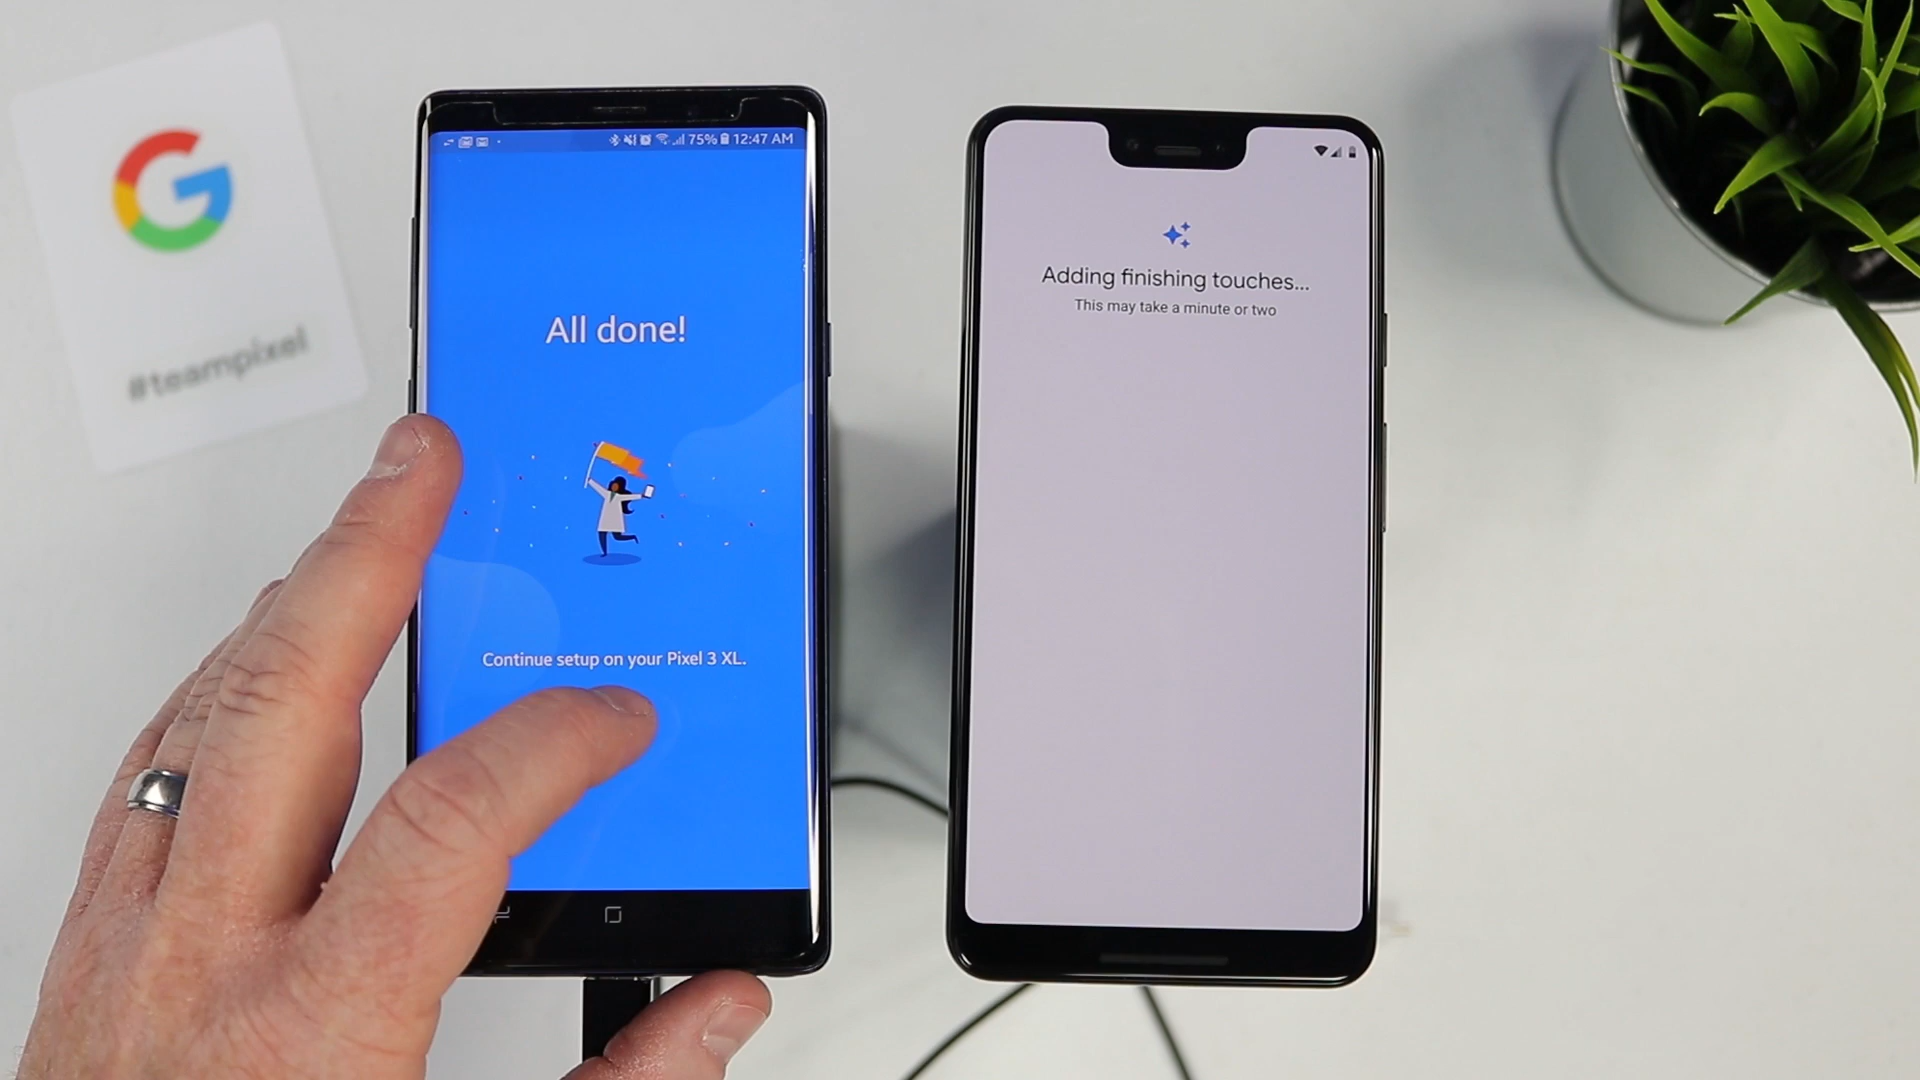 #teampixel
75% 12:47 AM
All done!
Continue setup on your Pixel 3 XL.
Adding finishing touches...
This may take a minute or two